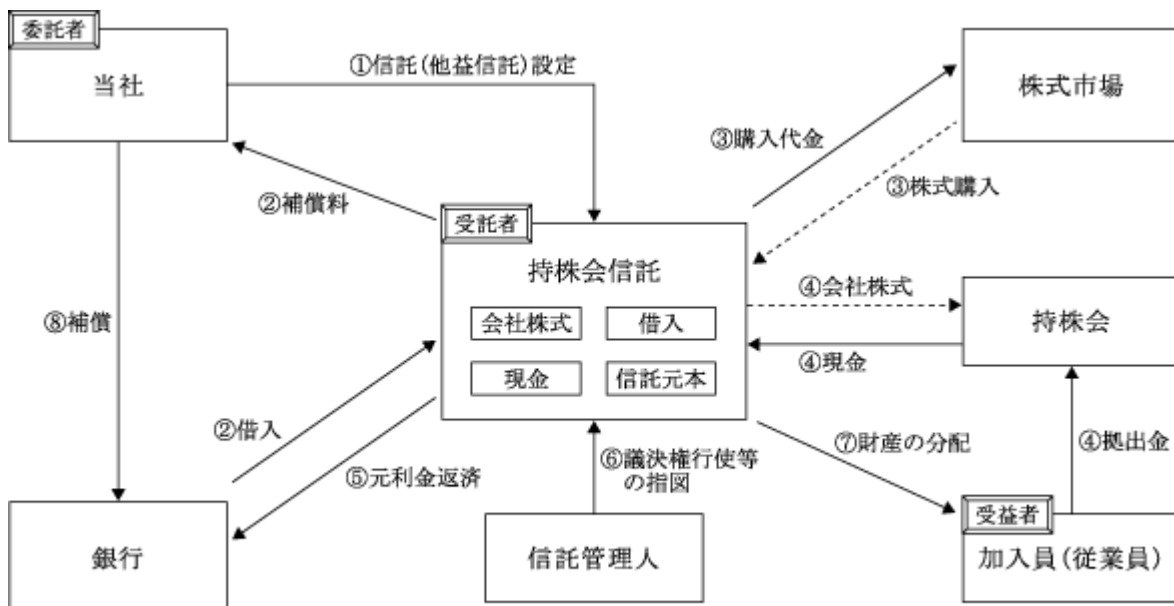 委託者
当社
①信託(他益信託)設定
株式市場
③購入代金
③株式購入
②補償料
受託者
持株会信託
会社株式
借入
現金
信託元本
④会社株式
持株会
④現金
⑧補償
②借入
⑤元利金返済
⑥議決権行使等
の指図
⑦財産の分配
④拠出金
銀行
信託管理人
受益者
加入員(従業員)